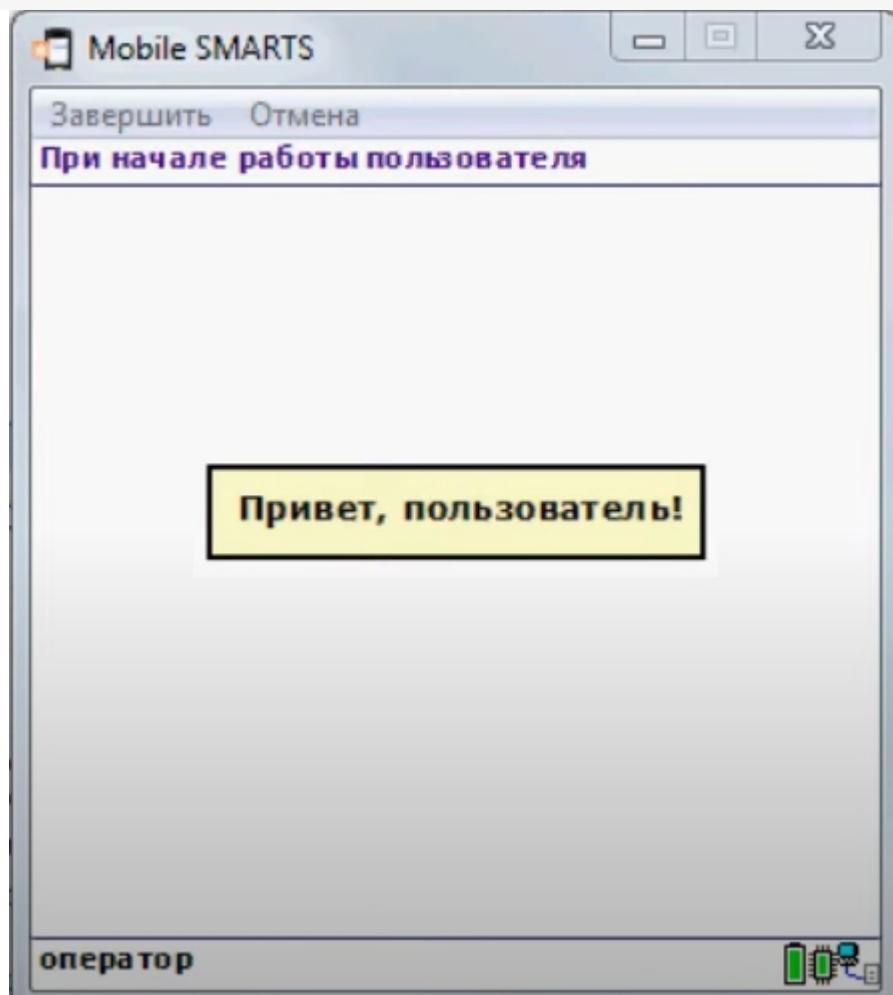 Mobile SMARTS
Завершить Отмена
При начале работы пользователя
Привет, пользователь!
оператор